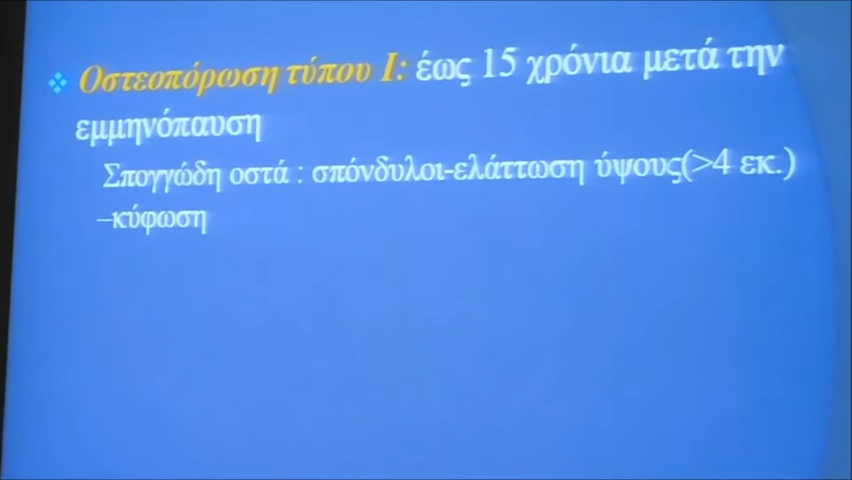 Οστεοπόρωση τύπου Ι: έως 15 χρόνια μετά την
εμμηνόπαυση
Σπογγώδη οστά : σπόνδυλοι-ελάττωση ύψους(>4 εκ.)
–κύφωση